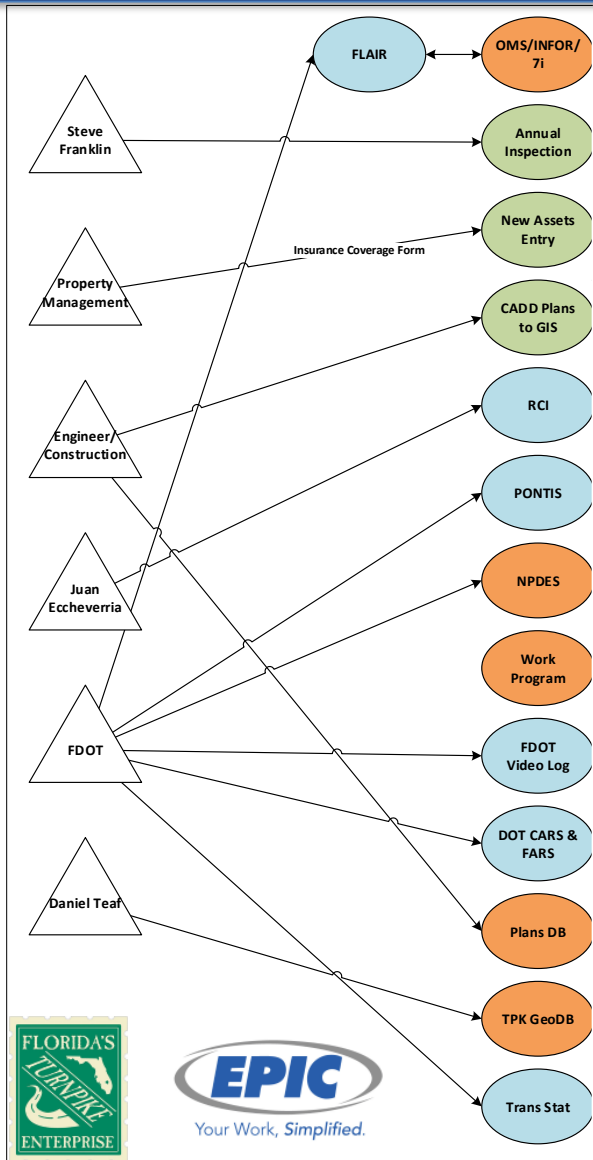 FLAIR
OMS/INFOR/
7i
Steve
Franklin
Annual
Inspection
New Assets
Entry
Insurance Coverage Form
Property
Management
CADD Plans
to GIS
RCI
Engineer/
Construction
PONTIS
NPDES
Juan
Eccheverria
Work
Program
FDOT
FDOT
Video Log
DOT CARS &
FARS
Daniel Teaf
Plans DB
TPK GeoDB
Trans Stat
FLORIDA'S
TURNPIKE
ENTERPRISE
EPIC
Your Work, Simplified.